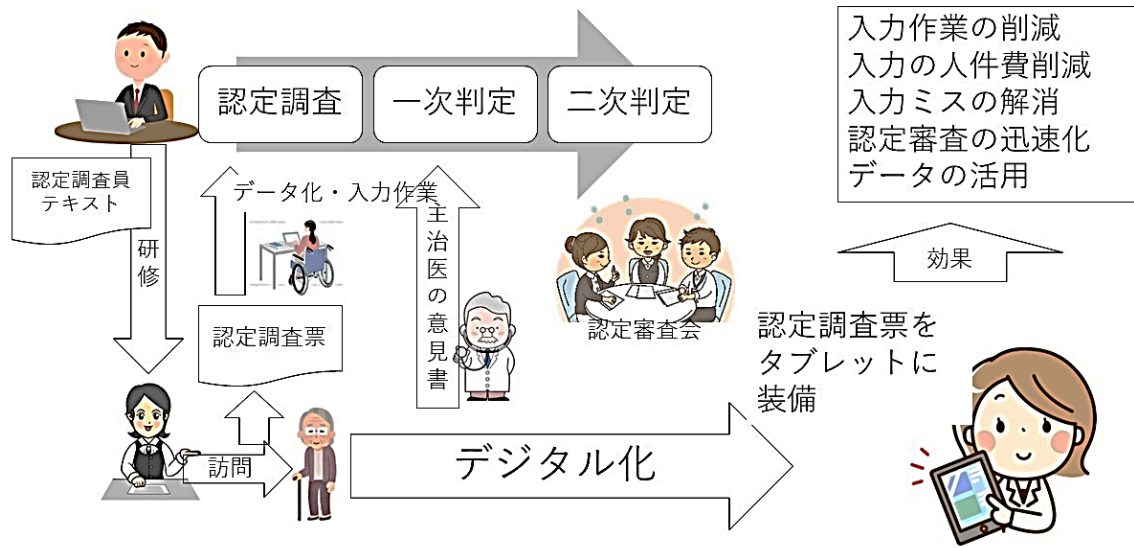 認定調査
一次判定
二次判定
入力作業の削減
入力の人件費削減
入力ミスの解消
認定審査の迅速化
データの活用
認定調査員
テキスト
研修
データ化・入力作業
主治医の意見書
認定調査票
認定審査会
効果
認定調査票を
タブレットに
装備
訪問
デジタル化